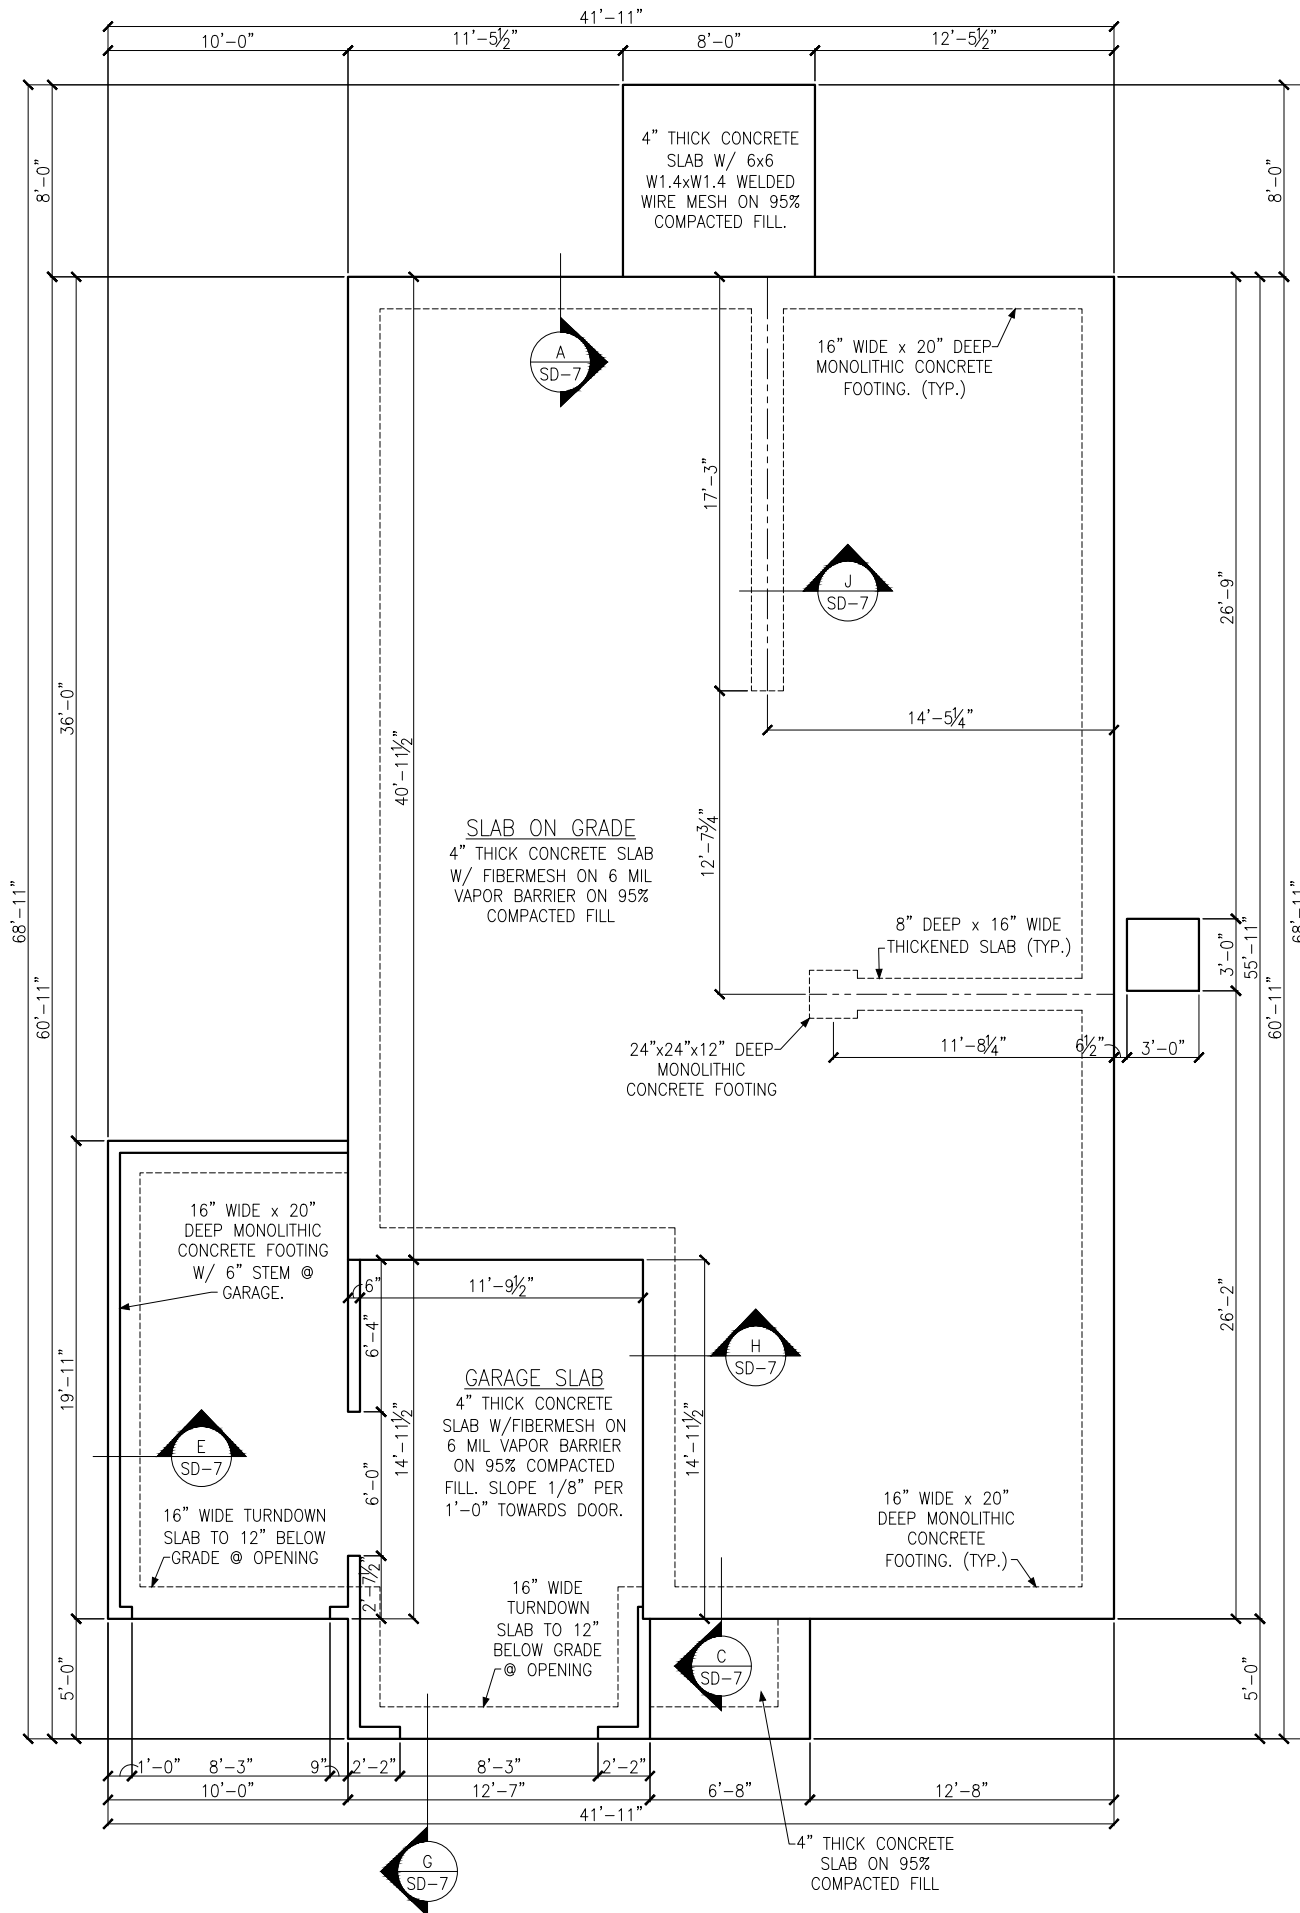 41'-11"
10'-0"
11'-5½"
8'-0"
12'-5½"
8'-0"
8'-0"
4" THICK CONCRETE
SLAB W/ 6x6
W1.4xW1.4 WELDED
WIRE MESH ON 95%
COMPACTED FILL.
A
SD-7
16" WIDE x 20" DEEP
MONOLITHIC CONCRETE
FOOTING. (TYP.)
17'-3"
J
SD-7
26'-9"
36'-0"
14'-5¼"
40'-11½"
12'-7¾"
SLAB ON GRADE
4" THICK CONCRETE SLAB
W/ FIBERMESH ON 6 MIL
VAPOR BARRIER ON 95%
COMPACTED FILL
68'-11"
60'-11"
8" DEEP x 16" WIDE
THICKENED SLAB (TYP.)
3'-0"
55'-11"
60'-11"
68'-11"
24"x24"x12" DEEP
MONOLITHIC
CONCRETE FOOTING
11'-8¼"
6½"
3'-0"
16" WIDE x 20"
DEEP MONOLITHIC
CONCRETE FOOTING
W/ 6" STEM @
GARAGE.
6"
11'-9½"
6'-4"
26'-2"
H
SD-7
19'-11"
GARAGE SLAB
4" THICK CONCRETE
SLAB W/FIBERMESH ON
6 MIL VAPOR BARRIER
ON 95% COMPACTED
FILL. SLOPE 1/8" PER
1'-0" TOWARDS DOOR.
14'-11½"
14'-11½"
E
SD-7
6'-0"
16" WIDE TURNDOWN
SLAB TO 12" BELOW
GRADE @ OPENING
16" WIDE x 20"
DEEP MONOLITHIC
CONCRETE
FOOTING. (TYP.)
2'-7½"
16" WIDE
TURNDOWN
SLAB TO 12"
BELOW GRADE
@ OPENING
C
SD-7
5'-0"
5'-0"
1'-0"
8'-3"
9"
2'-2"
8'-3"
2'-2"
10'-0"
12'-7"
6'-8"
12'-8"
41'-11"
4" THICK CONCRETE
SLAB ON 95%
COMPACTED FILL
G
SD-7